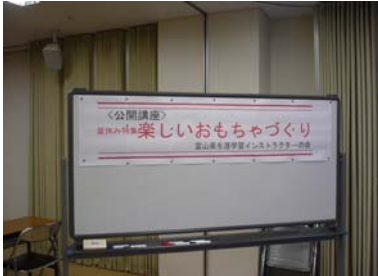 〈公開講座〉
夏休み特集 楽しいおもちゃづくり
富山県生涯学習インストラクターの会